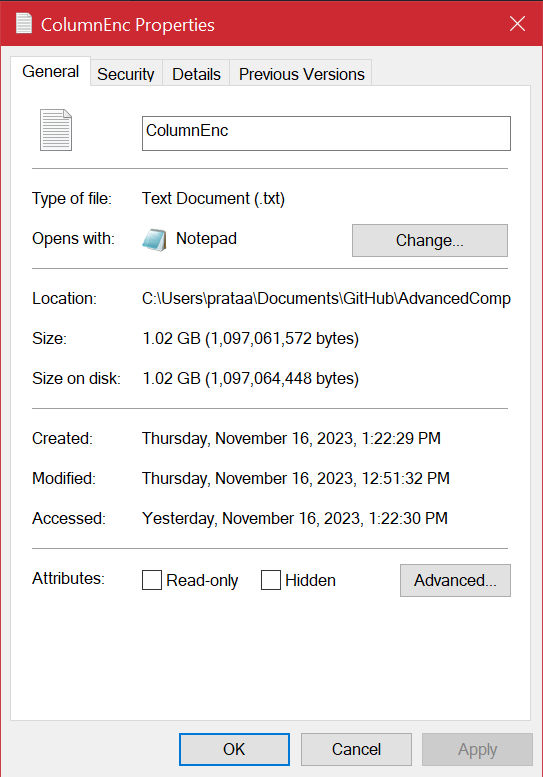 ColumnEnc Properties
General Security Details Previous Versions
ColumnEnc
Type of file: Text Document (.txt)
Opens with: Notepad Change...
Location: C:\Users\prataa\Documents\GitHub\AdvancedComp
Size: 1.02 GB (1,097,061,572 bytes)
Size on disk: 1.02 GB (1,097,064,448 bytes)
Created: Thursday, November 16, 2023, 1:22:29 PM
Modified: Thursday, November 16, 2023, 12:51:32 PM
Accessed: Yesterday, November 16, 2023, 1:22:30 PM
Attributes: Read-only Hidden Advanced...
OK Cancel Apply